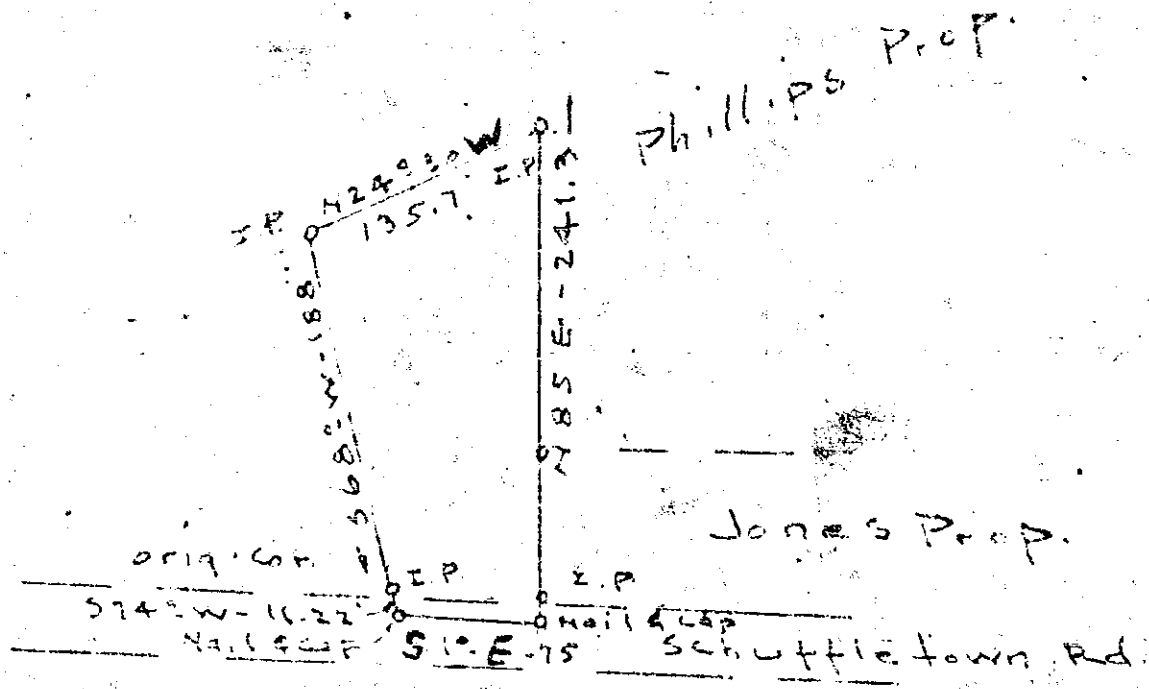 Phillips Prop.
N24°30 W
135.7
I.P.
I.P.
N85E-241.3
S68°W-188
Jones Prop.
orig. cor.
I.P.
I.P.
S74°W-16.22
Nail & cap
Nail & cap
S1°E-75
Schuffletown Rd.